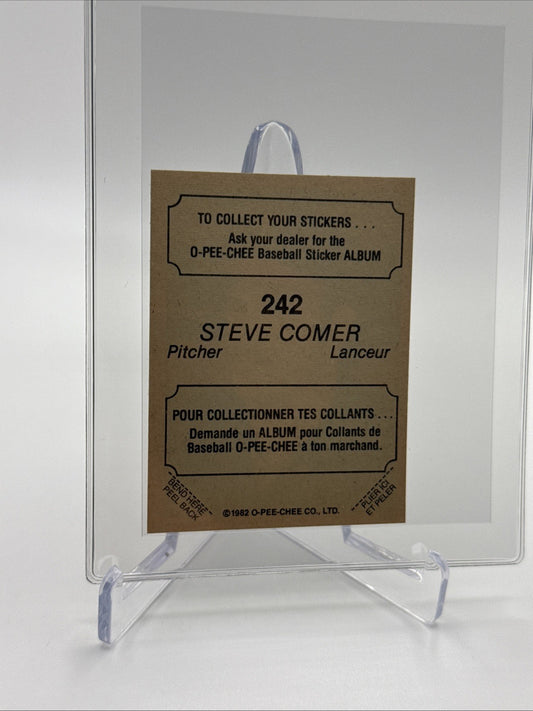 TO COLLECT YOUR STICKERS . . .
Ask your dealer for the
O-PEE-CHEE Baseball Sticker ALBUM
242
STEVE COMER
Pitcher Lanceur
POUR COLLECTIONNER TES COLLANTS . . .
Demande un ALBUM pour Collants de
Baseball O-PEE-CHEE à ton marchand.
BEND HERE
PEEL BACK
PLIER ICI
ET PELER
©1982 O-PEE-CHEE CO., LTD.